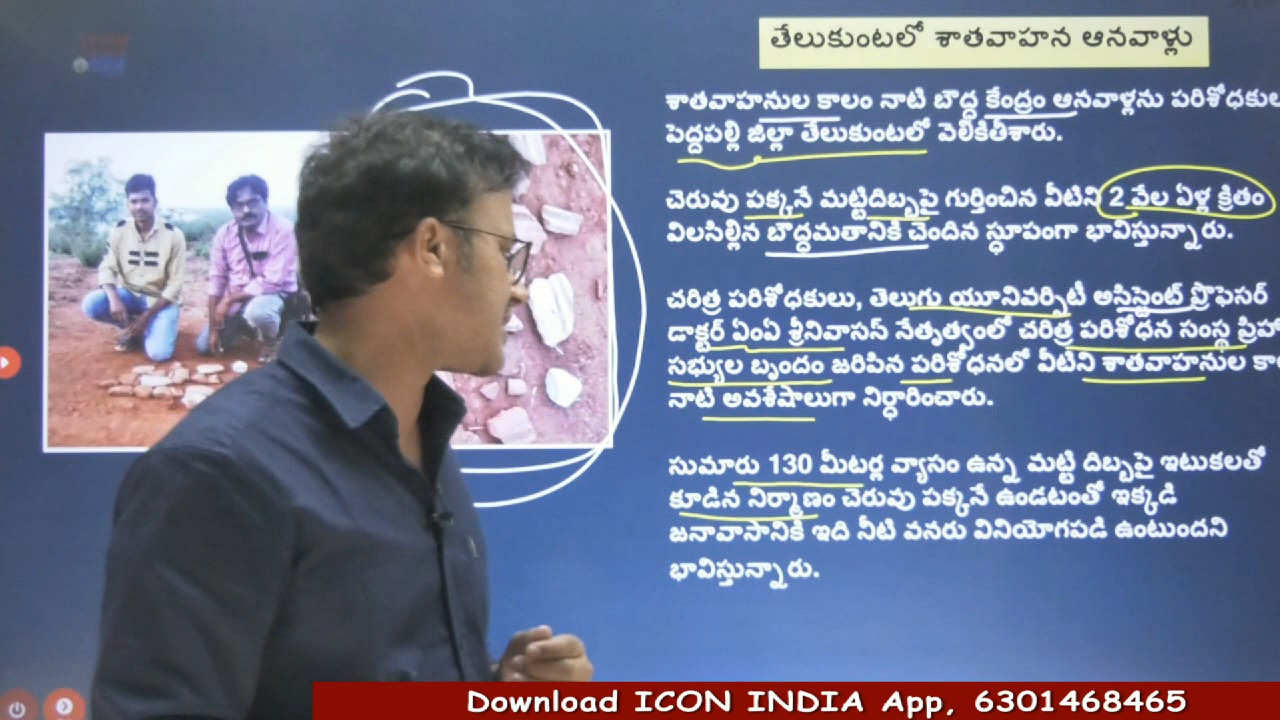 తేలుకుంటలో శాతవాహన ఆనవాళ్లు
శాతవాహనుల కాలం నాటి బౌద్ధ కేంద్రం ఆనవాళ్లను
పెద్దపల్లి జిల్లా తేలుకుంటలో వెలికితీశారు.
చెరువు పక్కనే మట్టిదిబ్బపై గుర్తించిన వీటిని 2 వేల ఏళ్ల క్రితం
విలసిల్లిన బౌద్ధమతానికి చెందిన స్థూపంగా భావిస్తున్నారు.
చరిత్ర పరిశోధకులు, తెలుగు యూనివర్సిటీ అసిస్టెంట్ ప్రొఫెసర్
డాక్టర్ ఏంఏ శ్రీనివాసన్ నేతృత్వంలో చరిత్ర పరిశోధన సంస్థ
సభ్యుల బృందం జరిపిన పరిశోధనలో వీటిని శాతవాహనుల
నాటి అవశేషాలుగా నిర్ధారించారు.
సుమారు 130 మీటర్ల వ్యాసం ఉన్న మట్టి దిబ్బపై ఇటుకలతో
కూడిన నిర్మాణం చెరువు పక్కనే ఉండటంతో ఇక్కడి
జనావాసానికి ఇది నీటి వనరు వినియోగపడి ఉంటుందని
భావిస్తున్నారు.
Download ICON INDIA App, 6301468465